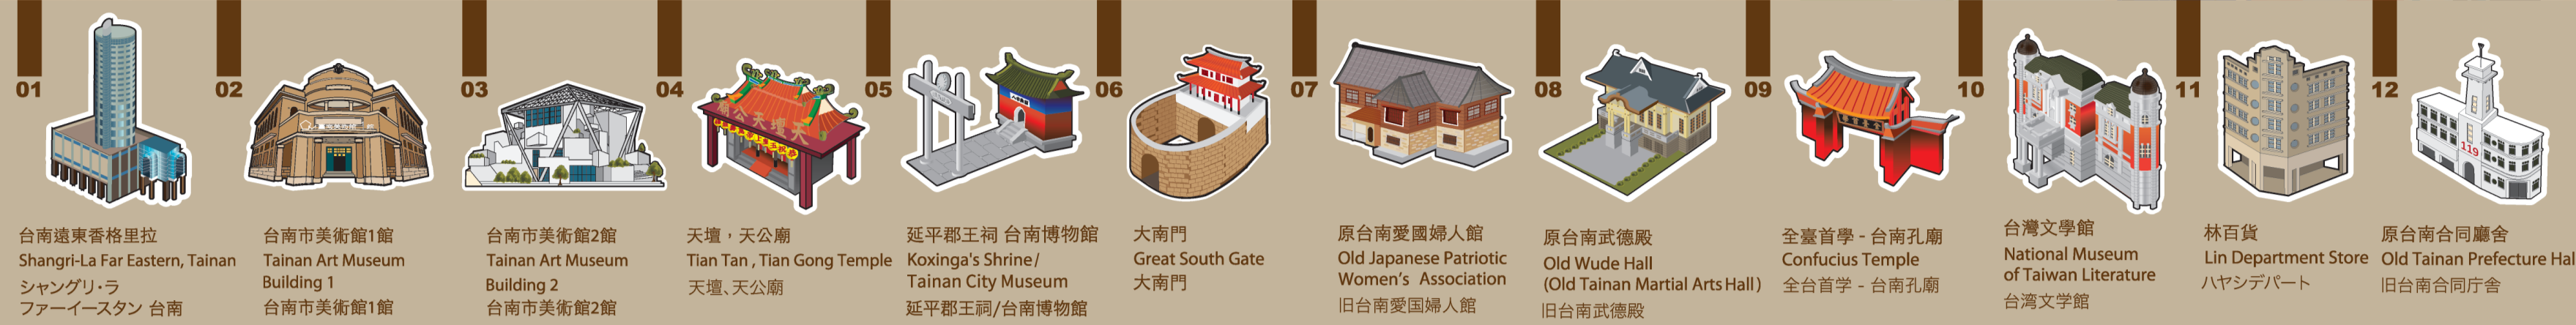 01
台南遠東香格里拉
Shangri-La Far Eastern, Tainan
シャングリ・ラ
ファーイースタン 台南
02
台南市美術館1館
Tainan Art Museum
Building 1
台南市美術館1館
03
台南市美術館2館
Tainan Art Museum
Building 2
台南市美術館2館
04
天壇，天公廟
Tian Tan , Tian Gong Temple
天壇、天公廟
05
延平郡王祠 台南博物館
Koxinga's Shrine/
Tainan City Museum
延平郡王祠/台南博物館
06
大南門
Great South Gate
大南門
07
原台南愛國婦人館
Old Japanese Patriotic
Women's Association
旧台南愛国婦人館
08
原台南武德殿
Old Wude Hall
(Old Tainan Martial Arts Hall)
旧台南武德殿
09
全臺首學 - 台南孔廟
Confucius Temple
全台首学 - 台南孔廟
10
台灣文學館
National Museum
of Taiwan Literature
台湾文学館
11
林百貨
Lin Department Store
ハヤシデパート
12
119
原台南合同廳舍
Old Tainan Prefecture Hal
旧台南合同庁舎